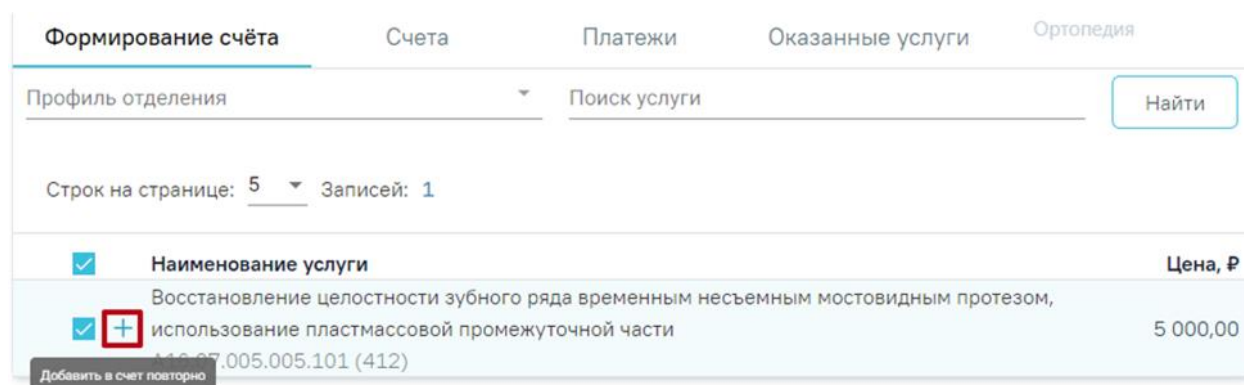 Формирование счёта Счета Платежи Оказанные услуги Ортопедия
Профиль отделения Поиск услуги Найти
Строк на странице: 5 Записей: 1
Наименование услуги Цена, ₽
Восстановление целостности зубного ряда временным несъемным мостовидным протезом,
использование пластмассовой промежуточной части 5 000,00
.005.005.101 (412)
Добавить в счет повторно